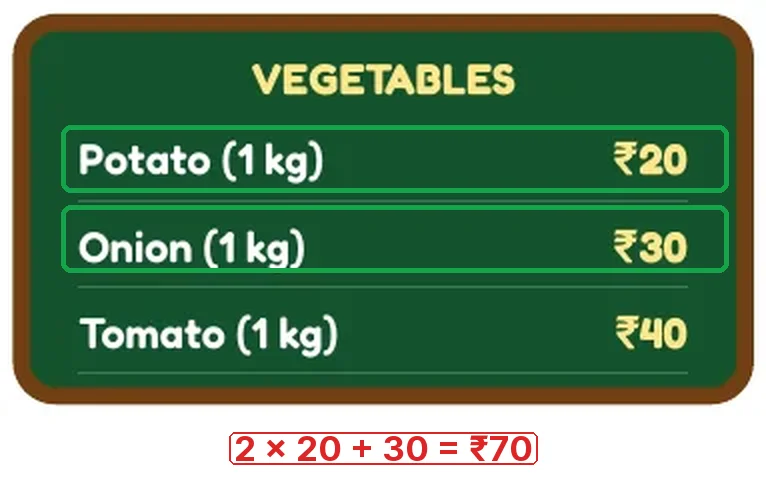 VEGETABLES
Potato (1 kg) ₹20
Onion (1 kg) ₹30
Tomato (1 kg) ₹40
2 × 20 + 30 = ₹70